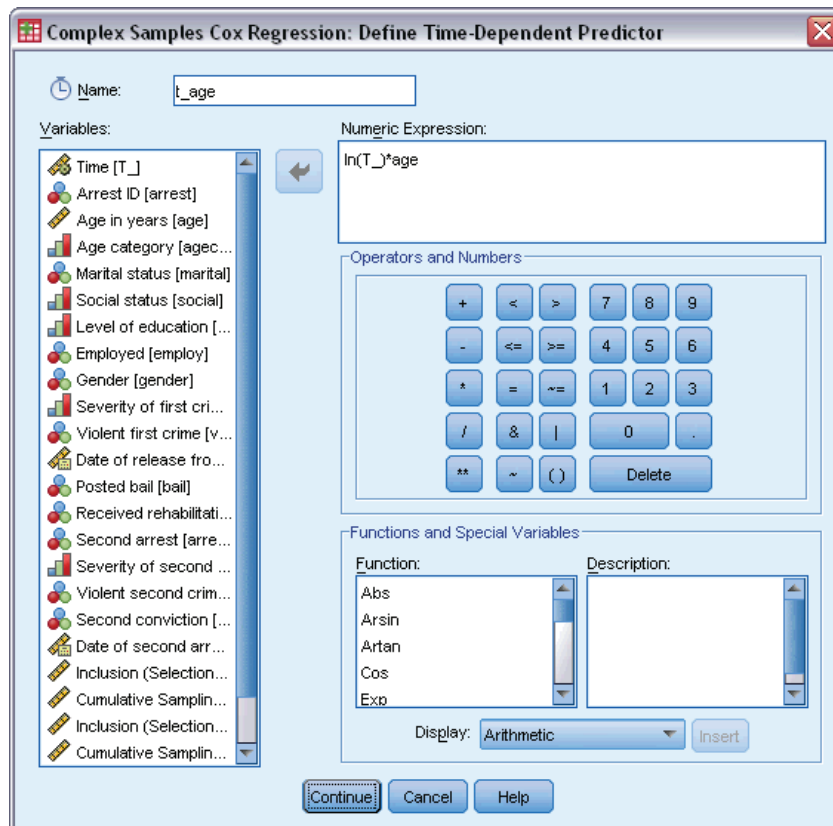 Complex Samples Cox Regression: Define Time-Dependent Predictor
Name:
t_age
Variables:
Time [T_]
Arrest ID [arrest]
Age in years [age]
Age category [agec...
Marital status [marital]
Social status [social]
Level of education [...
Employed [employ]
Gender [gender]
Severity of first cri...
Violent first crime [v...
Date of release fro...
Posted bail [bail]
Received rehabilitati...
Second arrest [arre...
Severity of second ...
Violent second crim...
Second conviction [...
Date of second arr...
Inclusion (Selection...
Cumulative Samplin...
Inclusion (Selection...
Cumulative Samplin...
Numeric Expression:
ln(T_)*age
Operators and Numbers
+ < > 7 8 9
- <= >= 4 5 6
* = ~= 1 2 3
/ & | 0 .
** ~ ( ) Delete
Functions and Special Variables
Function:
Abs
Arsin
Artan
Cos
Exp
Description:
Display: Arithmetic Insert
Continue Cancel Help